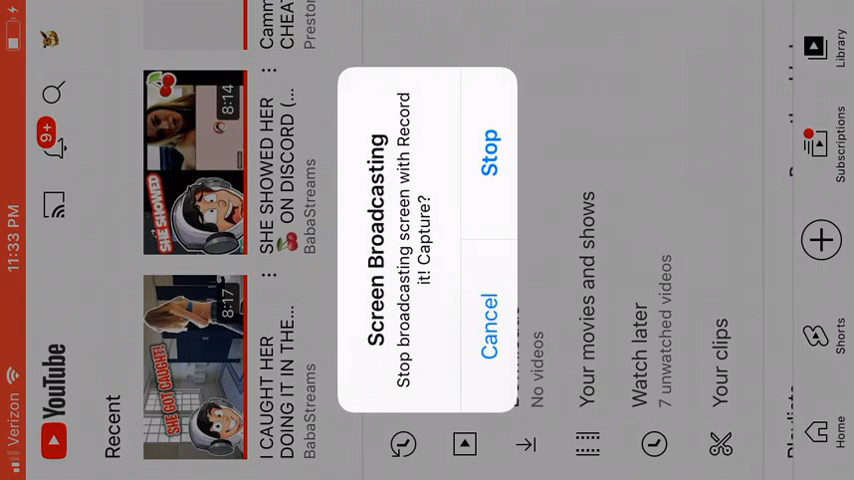 Verizon
11:33 PM
YouTube
9+
Recent
SHE GOT CAUGHT!
8:17
SHE SHOWED
8:14
I CAUGHT HER
DOING IT IN THE...
BabaStreams
SHE SHOWED HER
🍒 ON DISCORD (...
BabaStreams
Camm
CHEA
Preston
Screen Broadcasting
Stop broadcasting screen with Record
it! Capture?
Cancel
Stop
No videos
Your movies and shows
Watch later
7 unwatched videos
Your clips
Home
Shorts
Subscriptions
Library